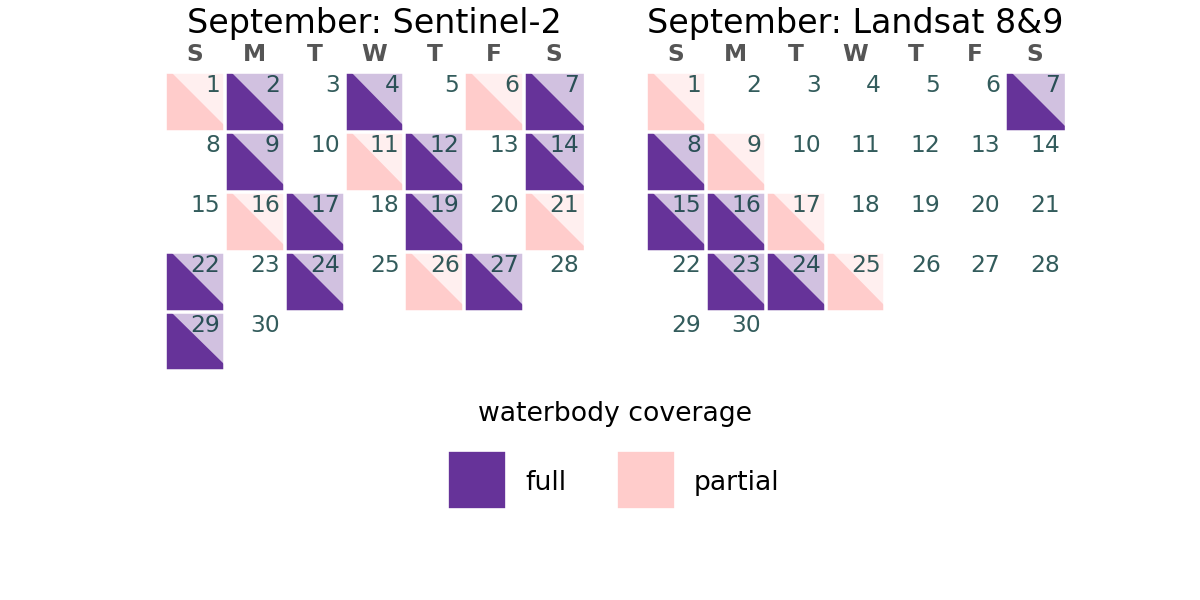 September: Sentinel-2
S M T W T F S
1 2 3 4 5 6 7
8 9 10 11 12 13 14
15 16 17 18 19 20 21
22 23 24 25 26 27 28
29 30
September: Landsat 8&9
S M T W T F S
1 2 3 4 5 6 7
8 9 10 11 12 13 14
15 16 17 18 19 20 21
22 23 24 25 26 27 28
29 30
waterbody coverage
full partial